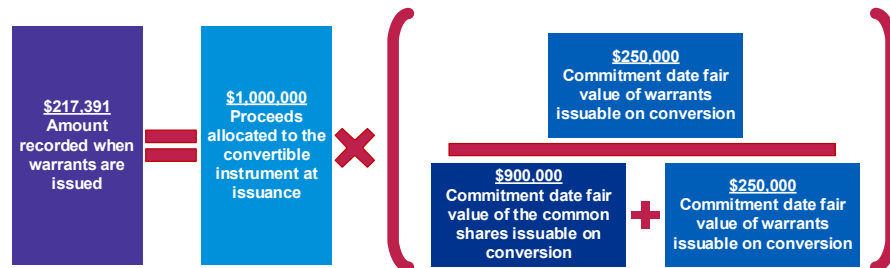 $217,391
Amount
recorded when
warrants are
issued
$1,000,000
Proceeds
allocated to the
convertible
instrument at
issuance
$250,000
Commitment date fair
value of warrants
issuable on conversion
$900,000
Commitment date fair
value of the common
shares issuable on
conversion
$250,000
Commitment date fair
value of warrants
issuable on conversion